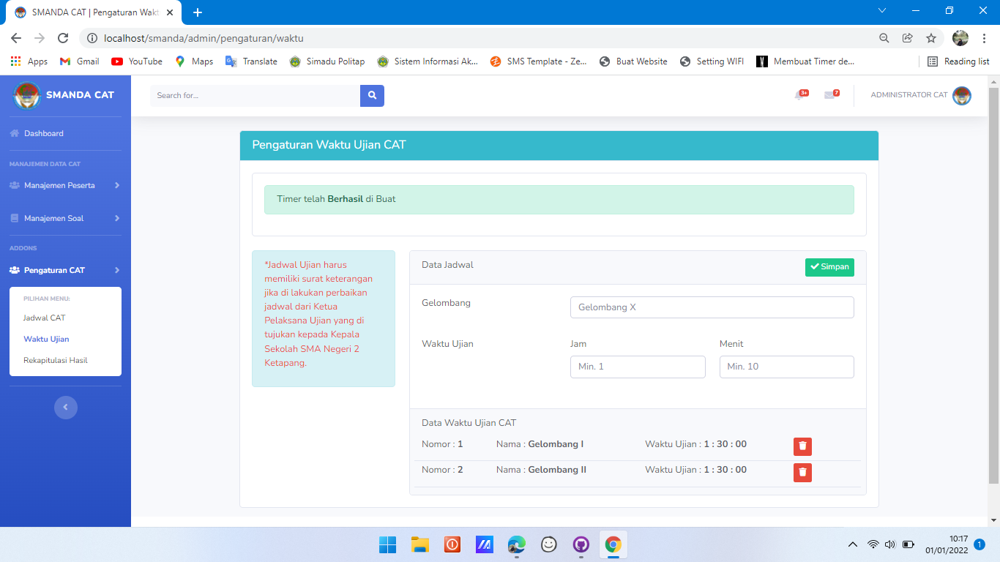 SMANDA CAT | Pengaturan Wakt
localhost/smanda/admin/pengaturan/waktu
Apps Gmail YouTube Maps Translate Simadu Politap Sistem Informasi Ak... SMS Template - Ze... Buat Website Setting WIFI Membuat Timer de... Reading list
SMANDA CAT
Search for...
3+ 7 ADMINISTRATOR CAT
Dashboard
MANAJEMEN DATA CAT
Manajemen Peserta
Manajemen Soal
ADDONS
Pengaturan CAT
PILIHAN MENU:
Jadwal CAT
Waktu Ujian
Rekapitulasi Hasil
Pengaturan Waktu Ujian CAT
Timer telah Berhasil di Buat
*Jadwal Ujian harus
memiliki surat keterangan
jika di lakukan perbaikan
jadwal dari Ketua
Pelaksana Ujian yang di
tujukan kepada Kepala
Sekolah SMA Negeri 2
Ketapang.
Data Jadwal Simpan
Gelombang Gelombang X
Waktu Ujian Jam Menit
Min. 1 Min. 10
Data Waktu Ujian CAT
Nomor : 1 Nama : Gelombang I Waktu Ujian : 1 : 30 : 00
Nomor : 2 Nama : Gelombang II Waktu Ujian : 1 : 30 : 00
10:17
01/01/2022 1